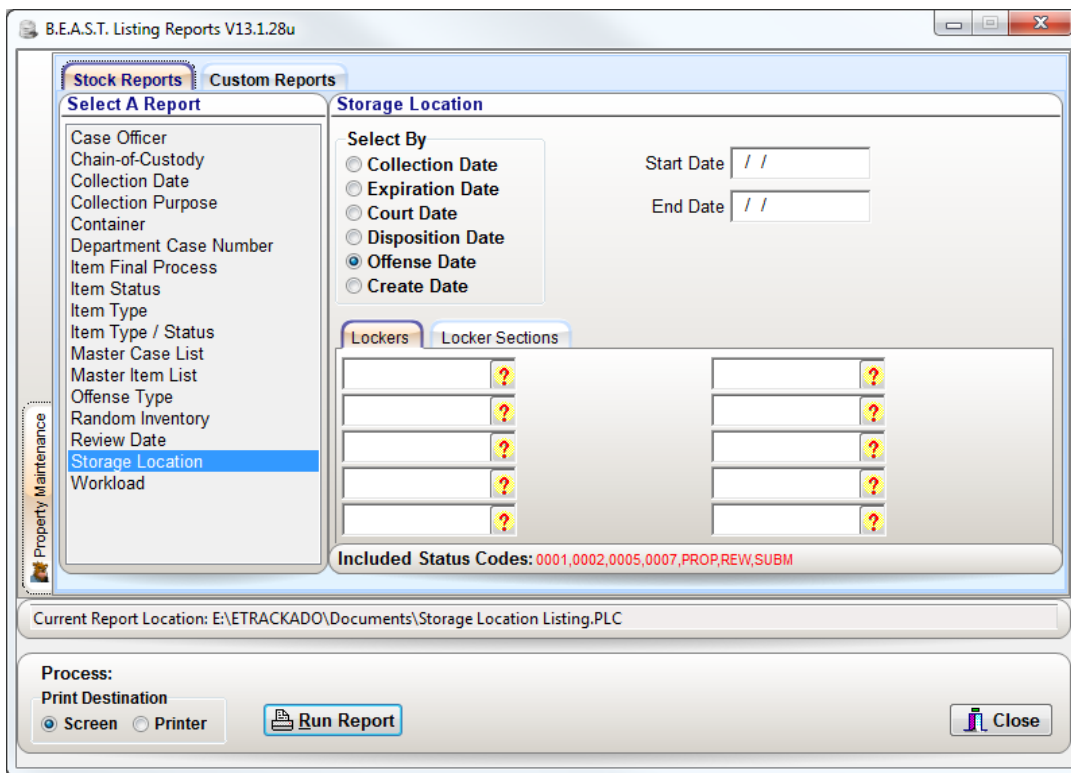 B.E.A.S.T. Listing Reports V13.1.28u
Stock Reports
Custom Reports
Select A Report
Case Officer
Chain-of-Custody
Collection Date
Collection Purpose
Container
Department Case Number
Item Final Process
Item Status
Item Type
Item Type / Status
Master Case List
Master Item List
Offense Type
Random Inventory
Review Date
Storage Location
Workload
Property Maintenance
Storage Location
Select By
Collection Date
Expiration Date
Court Date
Disposition Date
Offense Date
Create Date
Start Date / /
End Date / /
Lockers
Locker Sections
? ?
? ?
? ?
? ?
? ?
Included Status Codes: 0001,0002,0005,0007,PROP,REW,SUBM
Current Report Location: E:\ETRACKADO\Documents\Storage Location Listing.PLC
Process:
Print Destination
Screen Printer
Run Report
Close